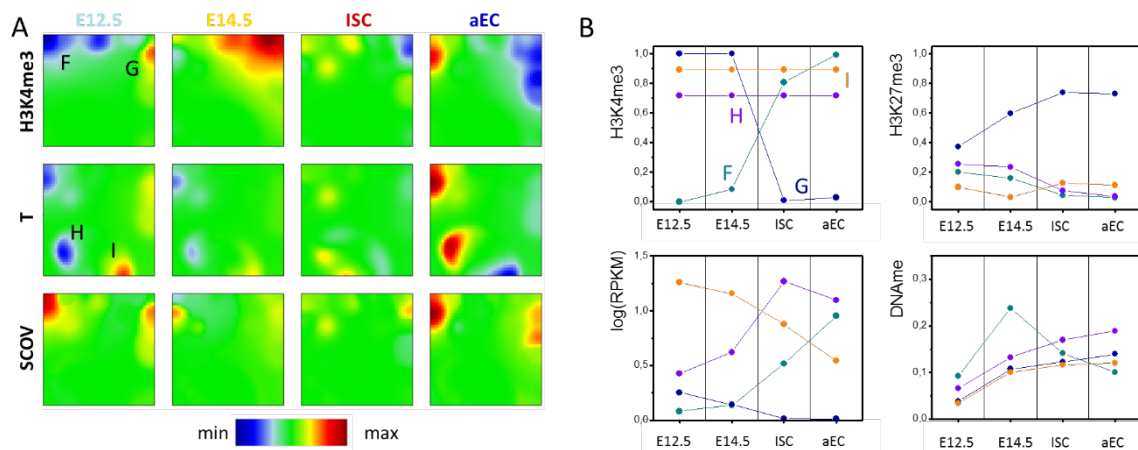 A
E12.5 E14.5 ISC aEC
H3K4me3
F
G
T
H
I
SCOV
min max
B
H3K4me3
1,0
0,8
0,6
0,4
0,2
0,0
I
H
F
G
E12.5 E14.5 ISC aEC
H3K27me3
1,0
0,8
0,6
0,4
0,2
0,0
E12.5 E14.5 ISC aEC
log(RPKM)
1,5
1,0
0,5
0,0
E12.5 E14.5 ISC aEC
DNAme
0,3
0,2
0,1
0,0
E12.5 E14.5 ISC aEC